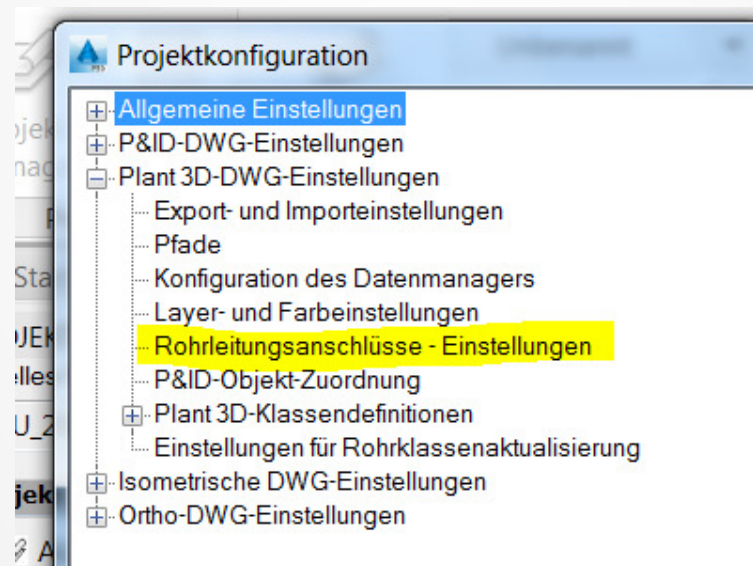 Projektkonfiguration
Allgemeine Einstellungen
P&ID-DWG-Einstellungen
Plant 3D-DWG-Einstellungen
Export- und Importeinstellungen
Pfade
Konfiguration des Datenmanagers
Layer- und Farbeinstellungen
Rohrleitungsanschlüsse - Einstellungen
P&ID-Objekt-Zuordnung
Plant 3D-Klassendefinitionen
Einstellungen für Rohrklassenaktualisierung
Isometrische DWG-Einstellungen
Ortho-DWG-Einstellungen